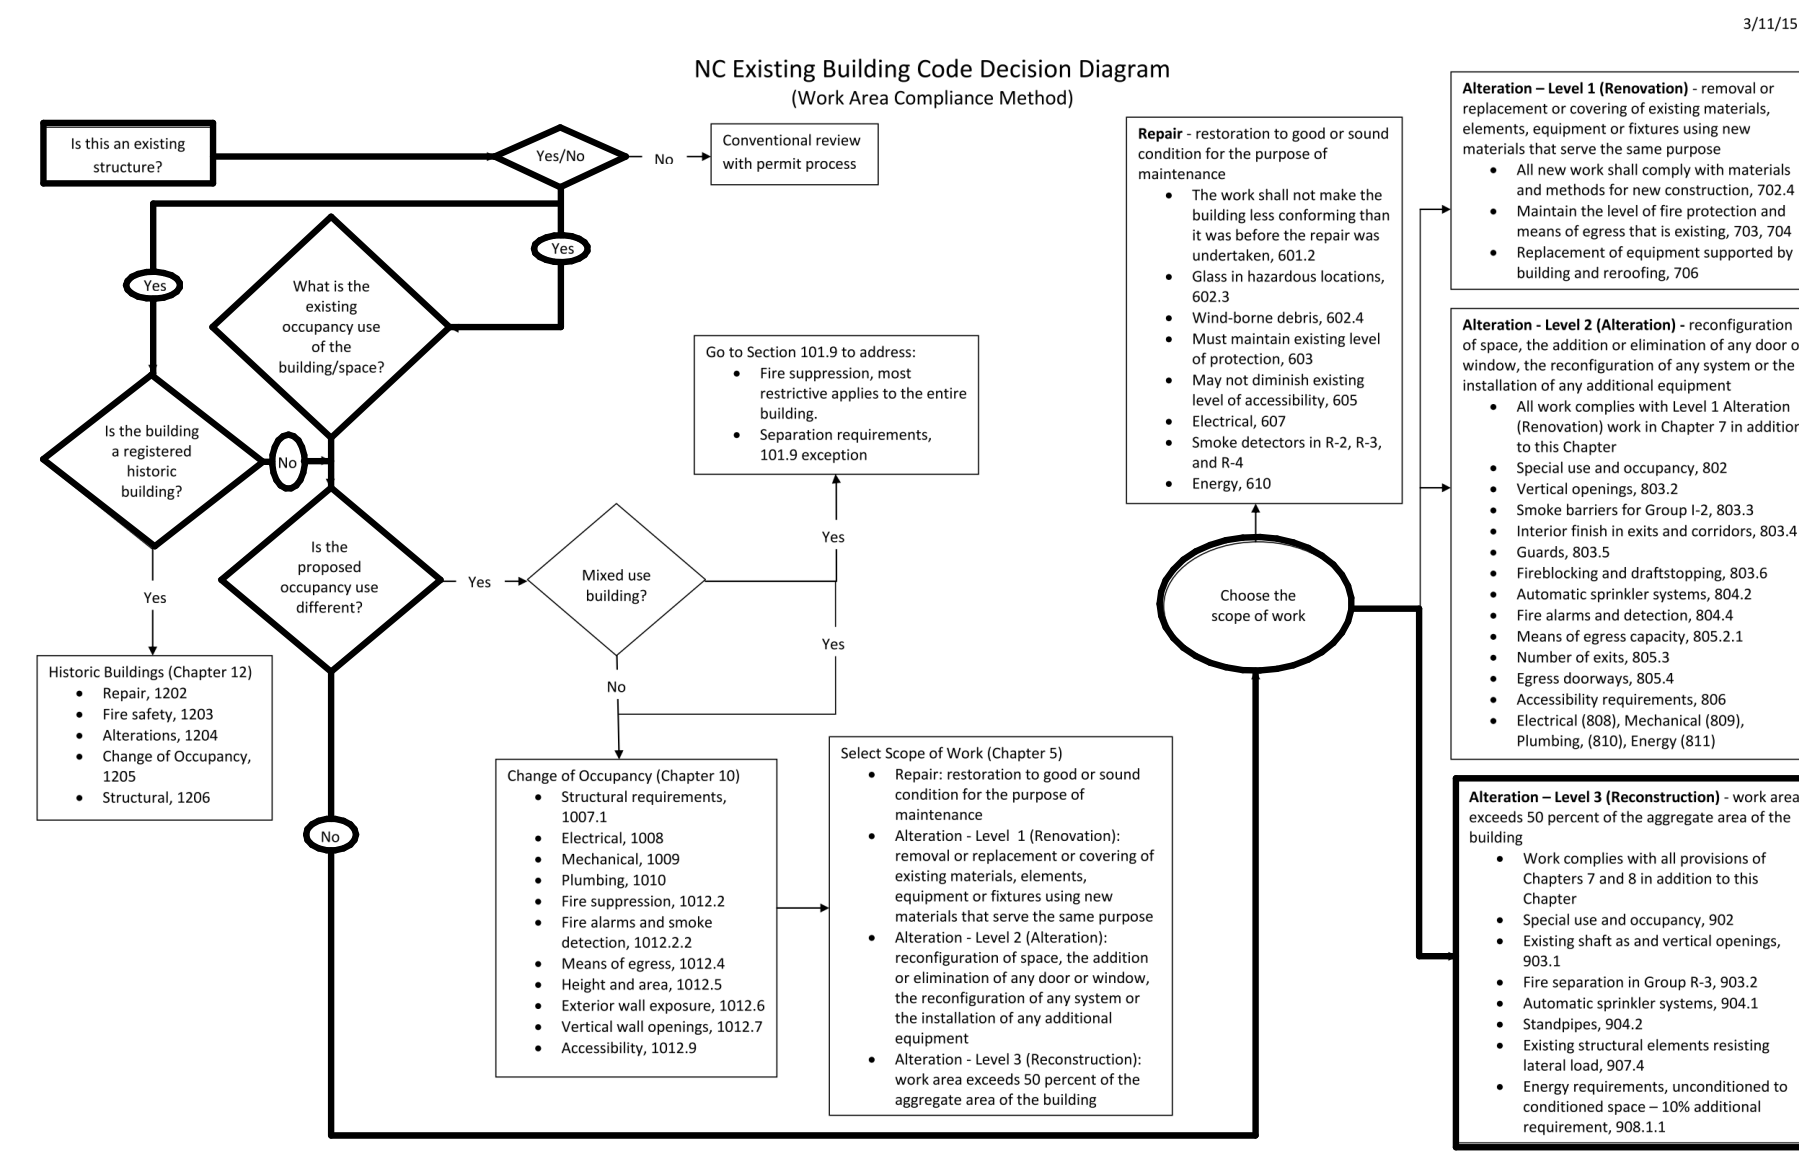 3/11/15
NC Existing Building Code Decision Diagram
(Work Area Compliance Method)
Is this an existing
structure?
Yes/No
No
Conventional review
with permit process
Yes
Yes
What is the
existing
occupancy use
of the
building/space?
Is the building
a registered
historic
building?
No
Yes
Historic Buildings (Chapter 12)
• Repair, 1202
• Fire safety, 1203
• Alterations, 1204
• Change of Occupancy,
1205
• Structural, 1206
Is the
proposed
occupancy use
different?
Yes
Mixed use
building?
Yes
Yes
No
Go to Section 101.9 to address:
• Fire suppression, most
restrictive applies to the entire
building.
• Separation requirements,
101.9 exception
Change of Occupancy (Chapter 10)
• Structural requirements,
1007.1
• Electrical, 1008
• Mechanical, 1009
• Plumbing, 1010
• Fire suppression, 1012.2
• Fire alarms and smoke
detection, 1012.2.2
• Means of egress, 1012.4
• Height and area, 1012.5
• Exterior wall exposure, 1012.6
• Vertical wall openings, 1012.7
• Accessibility, 1012.9
Select Scope of Work (Chapter 5)
• Repair: restoration to good or sound
condition for the purpose of
maintenance
• Alteration - Level 1 (Renovation):
removal or replacement or covering of
existing materials, elements,
equipment or fixtures using new
materials that serve the same purpose
• Alteration - Level 2 (Alteration):
reconfiguration of space, the addition
or elimination of any door or window,
the reconfiguration of any system or
the installation of any additional
equipment
• Alteration - Level 3 (Reconstruction):
work area exceeds 50 percent of the
aggregate area of the building
No
Choose the
scope of work
Repair - restoration to good or sound
condition for the purpose of
maintenance
• The work shall not make the
building less conforming than
it was before the repair was
undertaken, 601.2
• Glass in hazardous locations,
602.3
• Wind-borne debris, 602.4
• Must maintain existing level
of protection, 603
• May not diminish existing
level of accessibility, 605
• Electrical, 607
• Smoke detectors in R-2, R-3,
and R-4
• Energy, 610
Alteration – Level 1 (Renovation) - removal or
replacement or covering of existing materials,
elements, equipment or fixtures using new
materials that serve the same purpose
• All new work shall comply with materials
and methods for new construction, 702.4
• Maintain the level of fire protection and
means of egress that is existing, 703, 704
• Replacement of equipment supported by
building and reroofing, 706
Alteration - Level 2 (Alteration) - reconfiguration
of space, the addition or elimination of any door o
window, the reconfiguration of any system or the
installation of any additional equipment
• All work complies with Level 1 Alteration
(Renovation) work in Chapter 7 in addition
to this Chapter
• Special use and occupancy, 802
• Vertical openings, 803.2
• Smoke barriers for Group I-2, 803.3
• Interior finish in exits and corridors, 803.4
• Guards, 803.5
• Fireblocking and draftstopping, 803.6
• Automatic sprinkler systems, 804.2
• Fire alarms and detection, 804.4
• Means of egress capacity, 805.2.1
• Number of exits, 805.3
• Egress doorways, 805.4
• Accessibility requirements, 806
• Electrical (808), Mechanical (809),
Plumbing, (810), Energy (811)
Alteration – Level 3 (Reconstruction) - work area
exceeds 50 percent of the aggregate area of the
building
• Work complies with all provisions of
Chapters 7 and 8 in addition to this
Chapter
• Special use and occupancy, 902
• Existing shaft as and vertical openings,
903.1
• Fire separation in Group R-3, 903.2
• Automatic sprinkler systems, 904.1
• Standpipes, 904.2
• Existing structural elements resisting
lateral load, 907.4
• Energy requirements, unconditioned to
conditioned space – 10% additional
requirement, 908.1.1